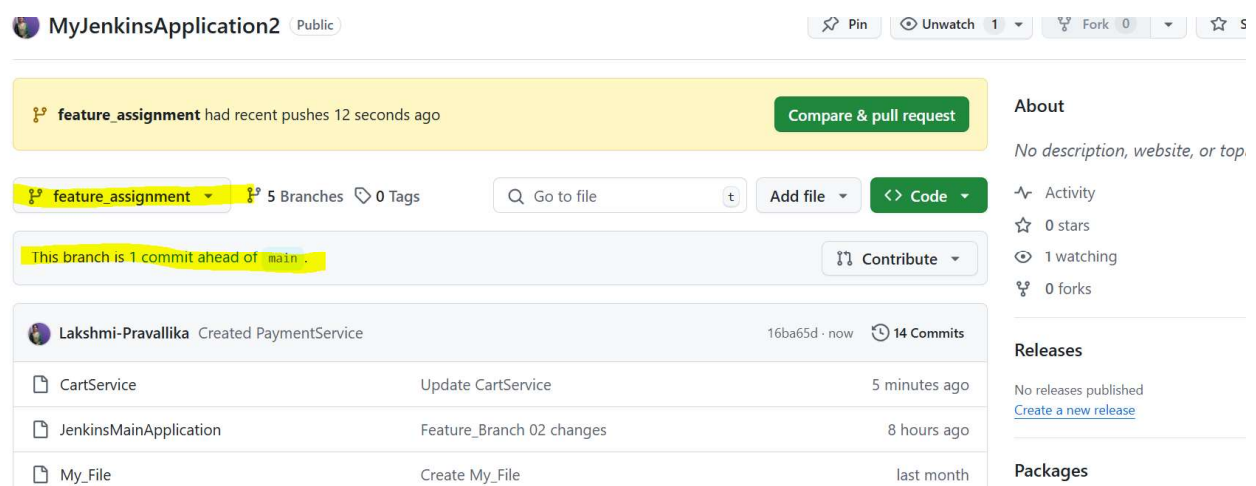 MyJenkinsApplication2 Public Pin Unwatch 1 Fork 0
feature_assignment had recent pushes 12 seconds ago Compare & pull request
About
No description, website, or
feature_assignment 5 Branches 0 Tags Go to file t Add file <> Code
Activity
0 stars
This branch is 1 commit ahead of main . Contribute
1 watching
0 forks
Lakshmi-Pravallika Created PaymentService 16ba65d · now 14 Commits
Releases
CartService Update CartService 5 minutes ago
No releases published
Create a new release
JenkinsMainApplication Feature_Branch 02 changes 8 hours ago
My_File Create My_File last month
Packages